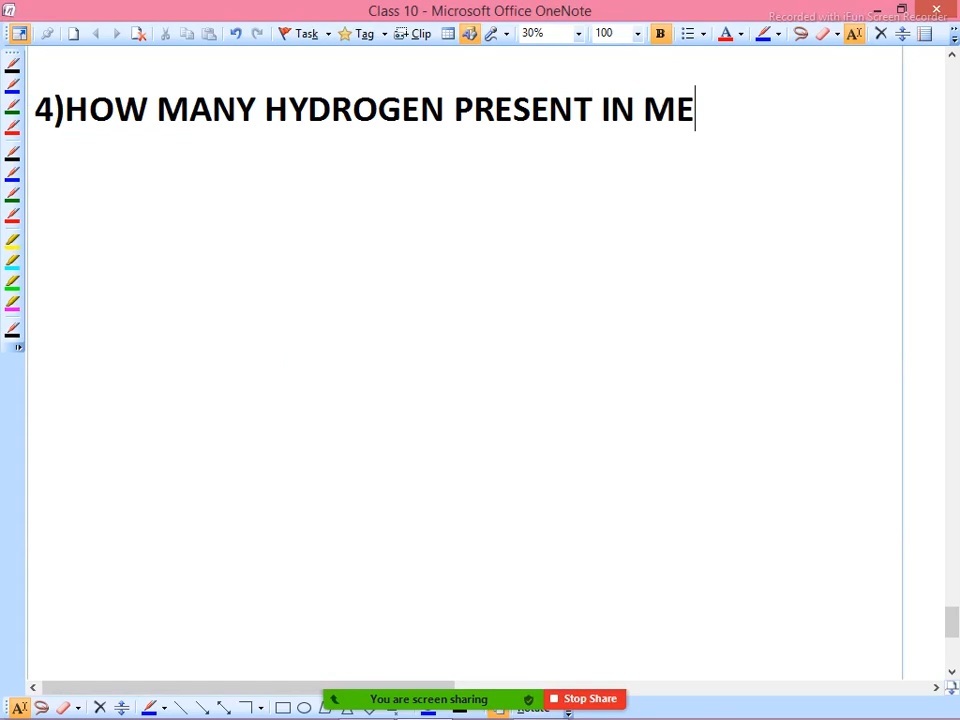 Class 10 - Microsoft Office OneNote
Recorded with iFun Screen Recorder
Task Tag Clip 30% 100 B A A
4)HOW MANY HYDROGEN PRESENT IN ME
You are screen sharing Stop Share
A